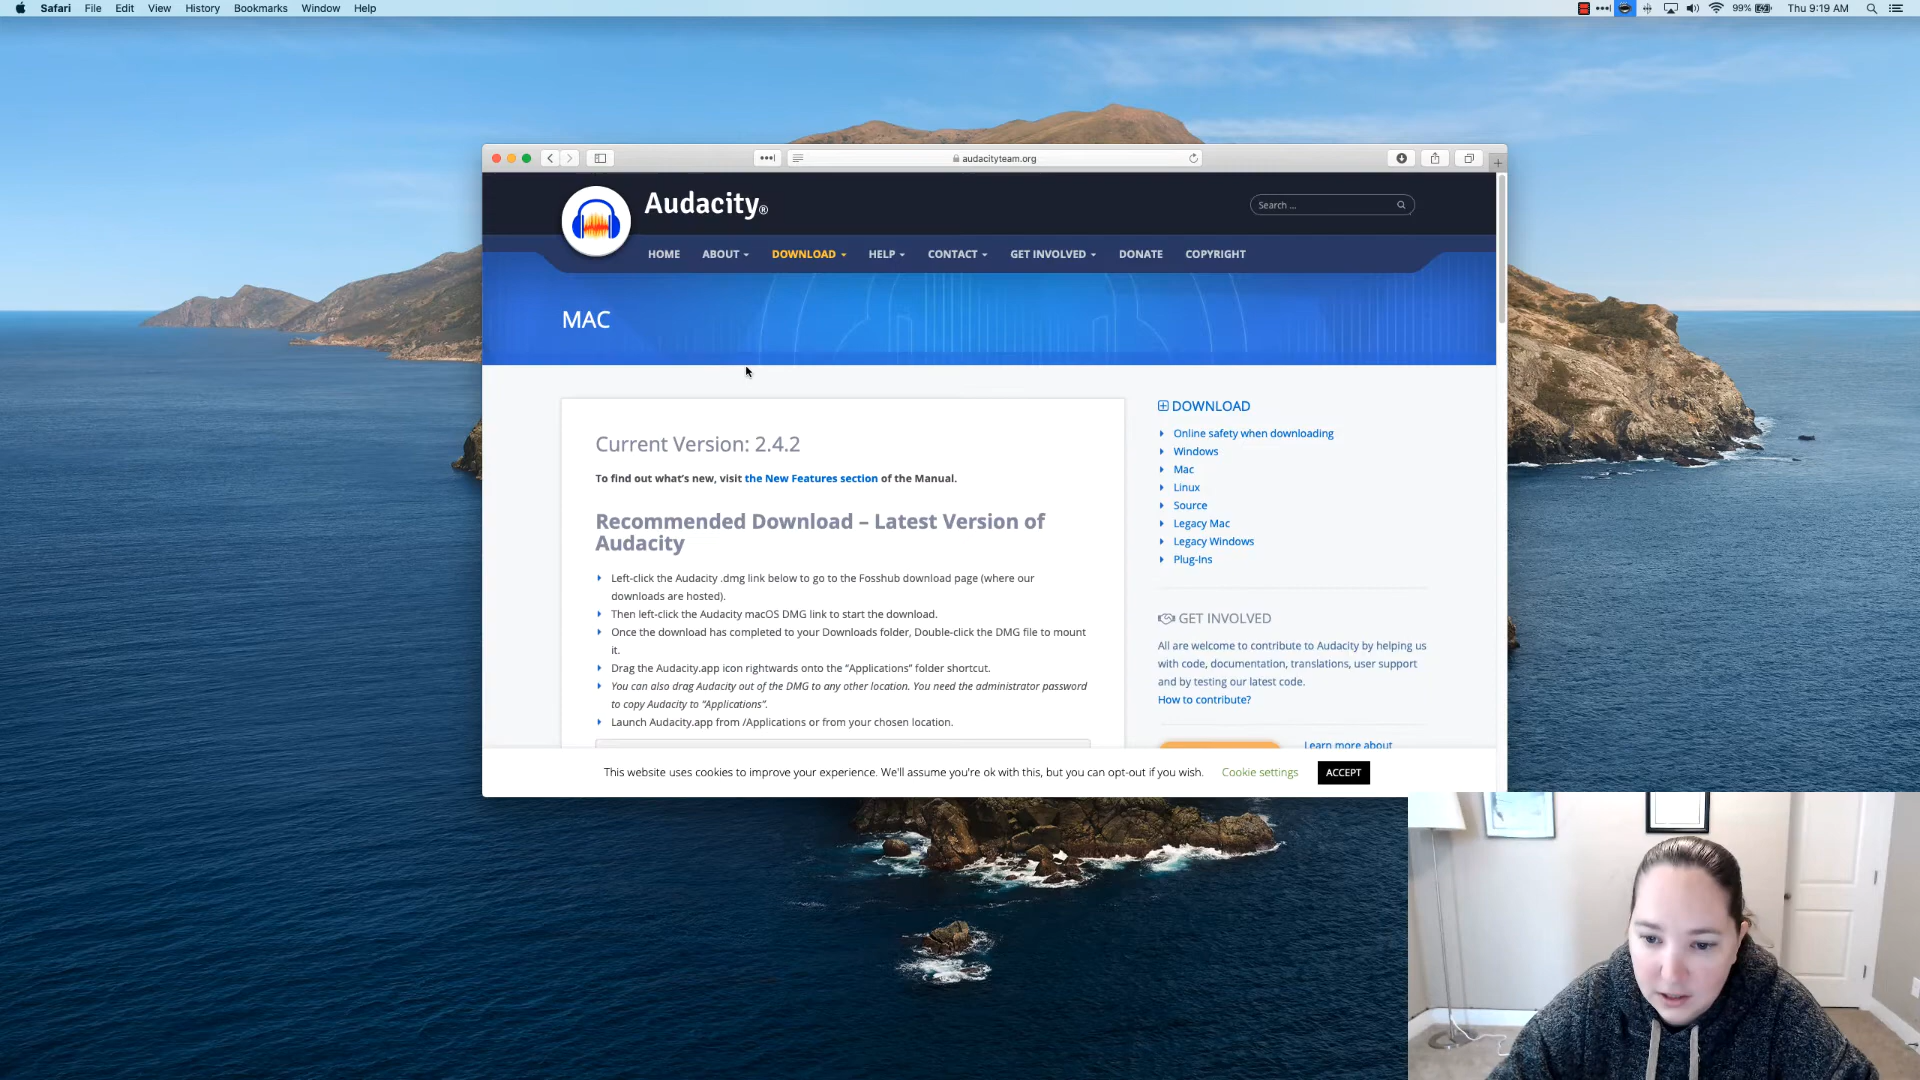 Safari File Edit View History Bookmarks Window Help
99% Thu 9:19 AM
audacityteam.org
Audacity®
Search ...
HOME ABOUT DOWNLOAD HELP CONTACT GET INVOLVED DONATE COPYRIGHT
MAC
Current Version: 2.4.2
To find out what's new, visit the New Features section of the Manual.
Recommended Download – Latest Version of
Audacity
Left-click the Audacity .dmg link below to go to the Fosshub download page (where our
downloads are hosted).
Then left-click the Audacity macOS DMG link to start the download.
Once the download has completed to your Downloads folder, Double-click the DMG file to mount
it.
Drag the Audacity.app icon rightwards onto the “Applications” folder shortcut.
You can also drag Audacity out of the DMG to any other location. You need the administrator password
to copy Audacity to “Applications”.
Launch Audacity.app from /Applications or from your chosen location.
DOWNLOAD
Online safety when downloading
Windows
Mac
Linux
Source
Legacy Mac
Legacy Windows
Plug-Ins
GET INVOLVED
All are welcome to contribute to Audacity by helping us
with code, documentation, translations, user support
and by testing our latest code.
How to contribute?
Learn more about
This website uses cookies to improve your experience. We'll assume you're ok with this, but you can opt-out if you wish. Cookie settings ACCEPT